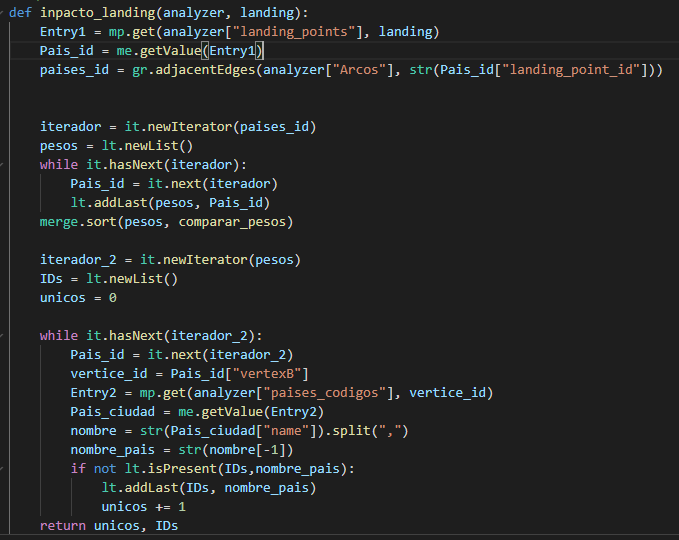 def inpacto_landing(analyzer, landing):
    Entry1 = mp.get(analyzer["landing_points"], landing)
    Pais_id = me.getValue(Entry1)
    paises_id = gr.adjacentEdges(analyzer["Arcos"], str(Pais_id["landing_point_id"]))
    iterador = it.newIterator(paises_id)
    pesos = lt.newList()
    while it.hasNext(iterador):
        Pais_id = it.next(iterador)
        lt.addLast(pesos, Pais_id)
    merge.sort(pesos, comparar_pesos)
    iterador_2 = it.newIterator(pesos)
    IDs = lt.newList()
    unicos = 0
    while it.hasNext(iterador_2):
        Pais_id = it.next(iterador_2)
        vertice_id = Pais_id["vertexB"]
        Entry2 = mp.get(analyzer["paises_codigos"], vertice_id)
        Pais_ciudad = me.getValue(Entry2)
        nombre = str(Pais_ciudad["name"]).split(",")
        nombre_pais = str(nombre[-1])
        if not lt.isPresent(IDs,nombre_pais):
            lt.addLast(IDs, nombre_pais)
            unicos += 1
    return unicos, IDs